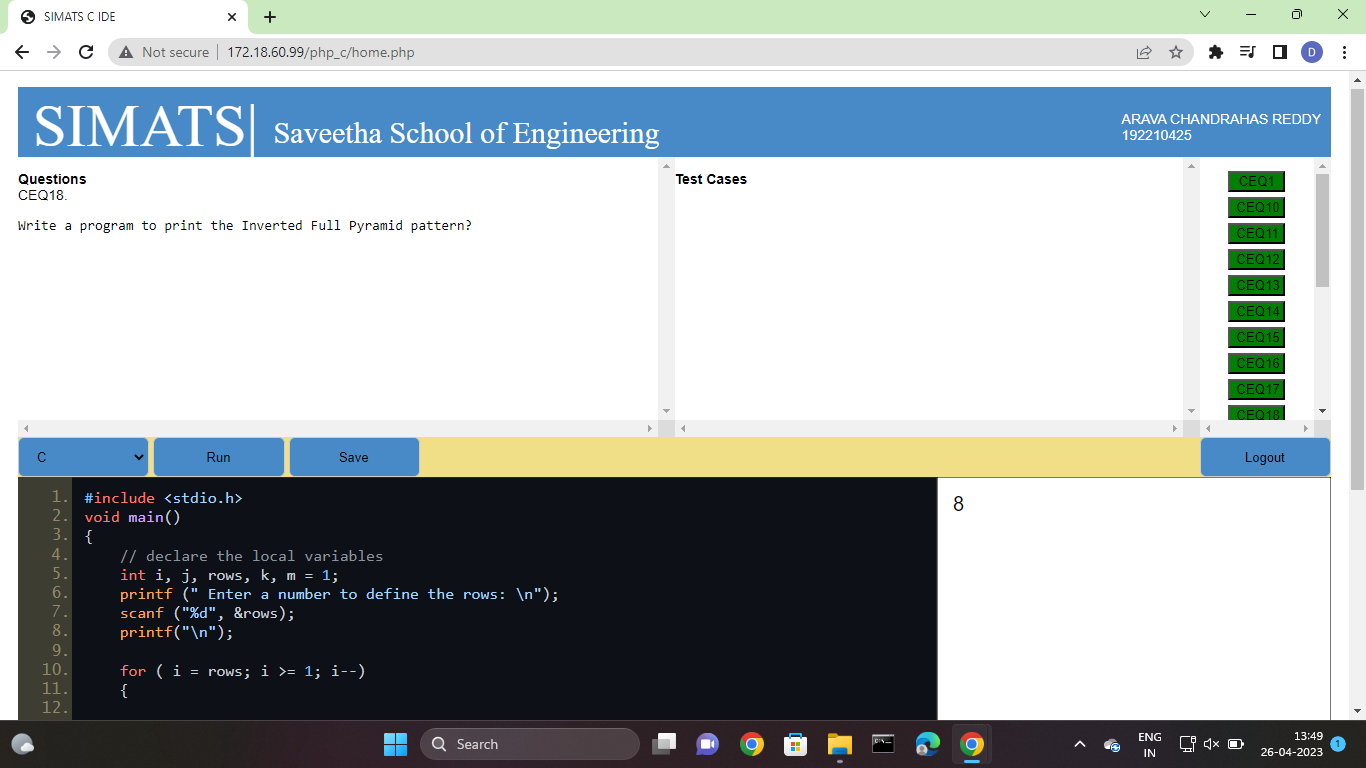 SIMATS C IDE
Not secure
172.18.60.99/php_c/home.php
D
SIMATS| Saveetha School of Engineering
ARAVA CHANDRAHAS REDDY
192210425
Questions
CEQ18.
Write a program to print the Inverted Full Pyramid pattern?
Test Cases
CEQ1
CEQ10
CEQ11
CEQ12
CEQ13
CEQ14
CEQ15
CEQ16
CEQ17
CEQ18
C
Run
Save
Logout
1. #include <stdio.h>
2. void main()
3. {
4. // declare the local variables
5. int i, j, rows, k, m = 1;
6. printf (" Enter a number to define the rows: \n");
7. scanf ("%d", &rows);
8. printf("\n");
9.
10. for ( i = rows; i >= 1; i--)
11. {
12.
8
Search
ENG
IN
13:49
26-04-2023
1